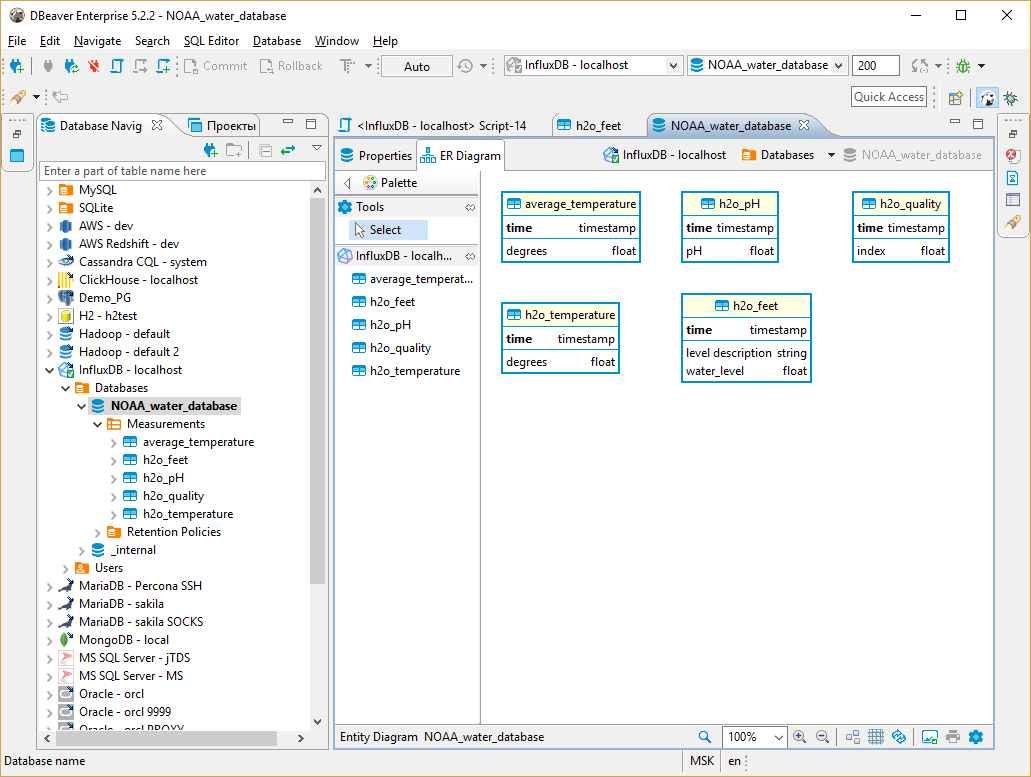 DBeaver Enterprise 5.2.2 - NOAA_water_database
File Edit Navigate Search SQL Editor Database Window Help
Commit Rollback Auto InfluxDB - localhost NOAA_water_database 200
Quick Access
Database Navig Проекты
<InfluxDB - localhost> Script-14 h2o_feet NOAA_water_database
Enter a part of table name here
MySQL
SQLite
AWS - dev
AWS Redshift - dev
Cassandra CQL - system
ClickHouse - localhost
Demo_PG
H2 - h2test
Hadoop - default
Hadoop - default 2
InfluxDB - localhost
Databases
NOAA_water_database
Measurements
average_temperature
h2o_feet
h2o_pH
h2o_quality
h2o_temperature
Retention Policies
_internal
Users
MariaDB - Percona SSH
MariaDB - sakila
MariaDB - sakila SOCKS
MongoDB - local
MS SQL Server - jTDS
MS SQL Server - MS
Oracle - orcl
Oracle - orcl 9999
Oracle - orcl PROXY
Properties ER Diagram InfluxDB - localhost Databases NOAA_water_database
Palette
Tools
Select
InfluxDB - localh...
average_temperat...
h2o_feet
h2o_pH
h2o_quality
h2o_temperature
average_temperature
time timestamp
degrees float
h2o_pH
time timestamp
pH float
h2o_quality
time timestamp
index float
h2o_temperature
time timestamp
degrees float
h2o_feet
time timestamp
level description string
water_level float
Entity Diagram NOAA_water_database 100%
Database name MSK en